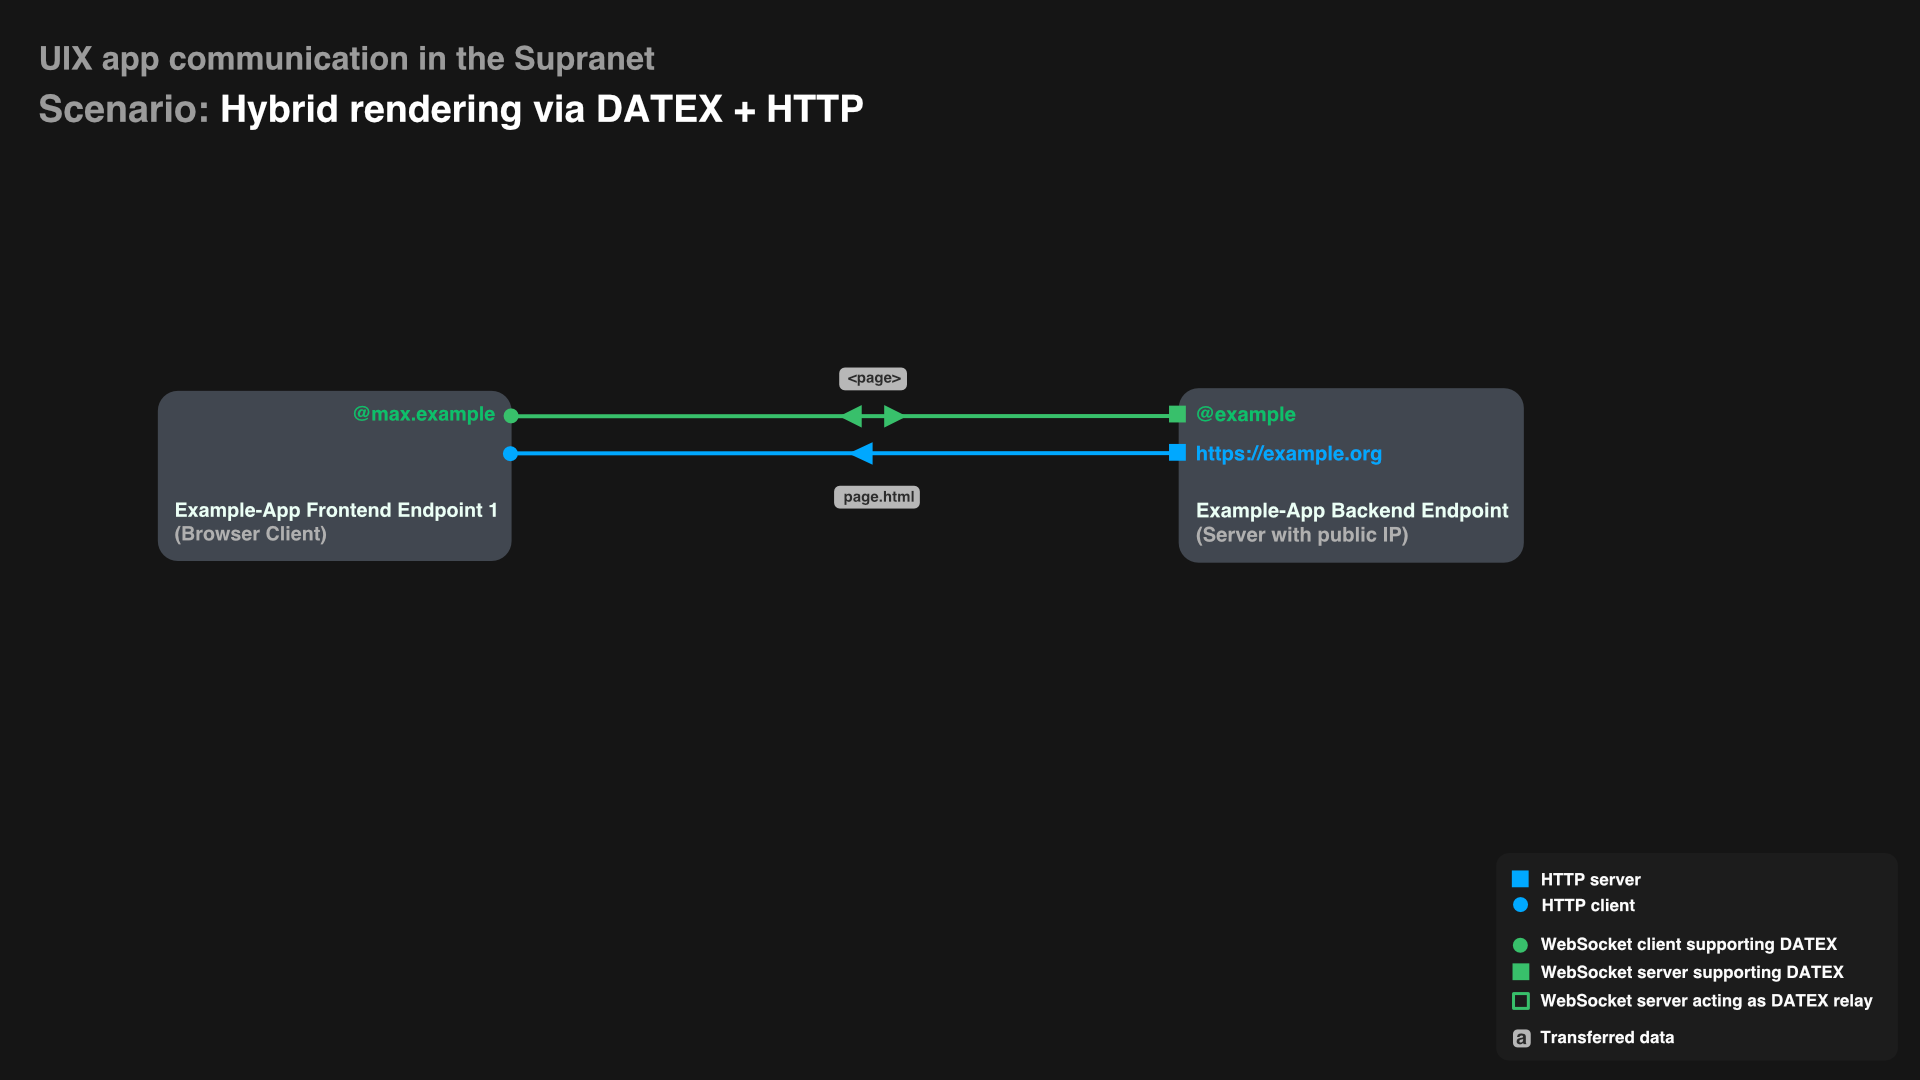 UIX app communication in the Supranet
Scenario: Hybrid rendering via DATEX + HTTP
<page>
@max.example
@example
https://example.org
page.html
Example-App Frontend Endpoint 1
(Browser Client)
Example-App Backend Endpoint
(Server with public IP)
HTTP server
HTTP client
WebSocket client supporting DATEX
WebSocket server supporting DATEX
WebSocket server acting as DATEX relay
a Transferred data